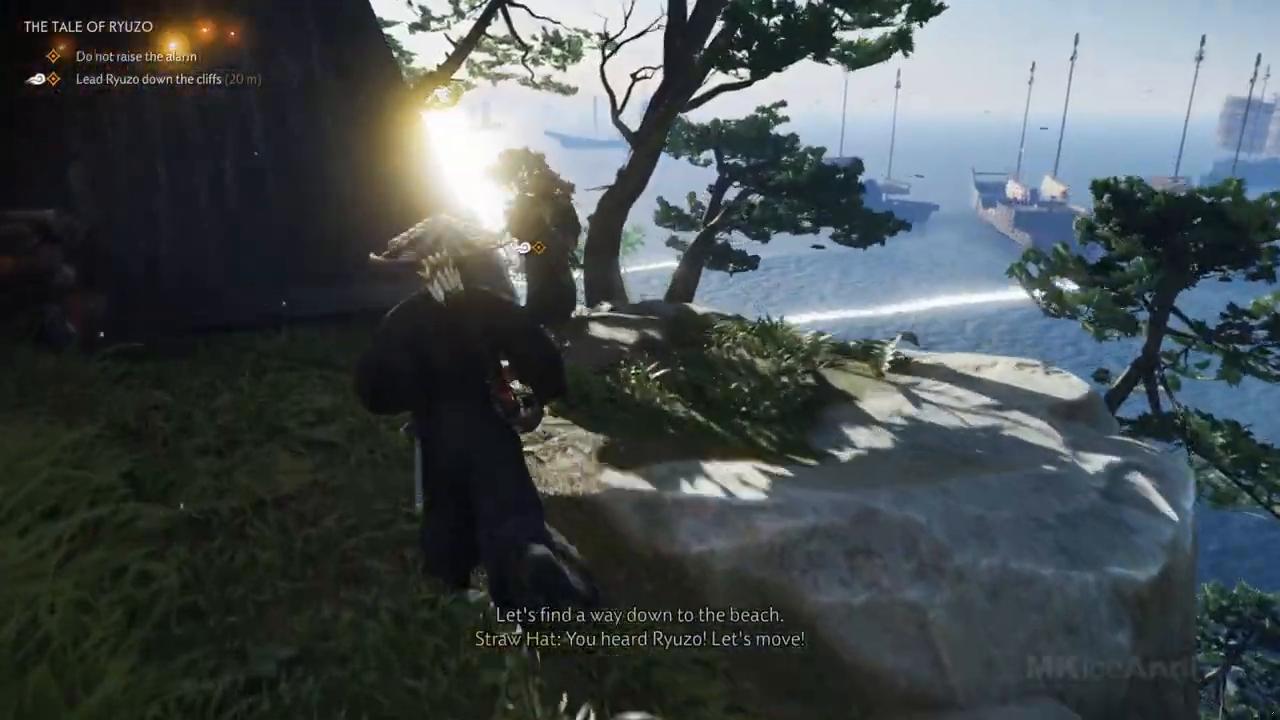 THE TALE OF RYUZO
Do not raise the alarm
Lead Ryuzo down the cliffs (20 m)
Let's find a way down to the beach.
Straw Hat: You heard Ryuzo! Let's move!